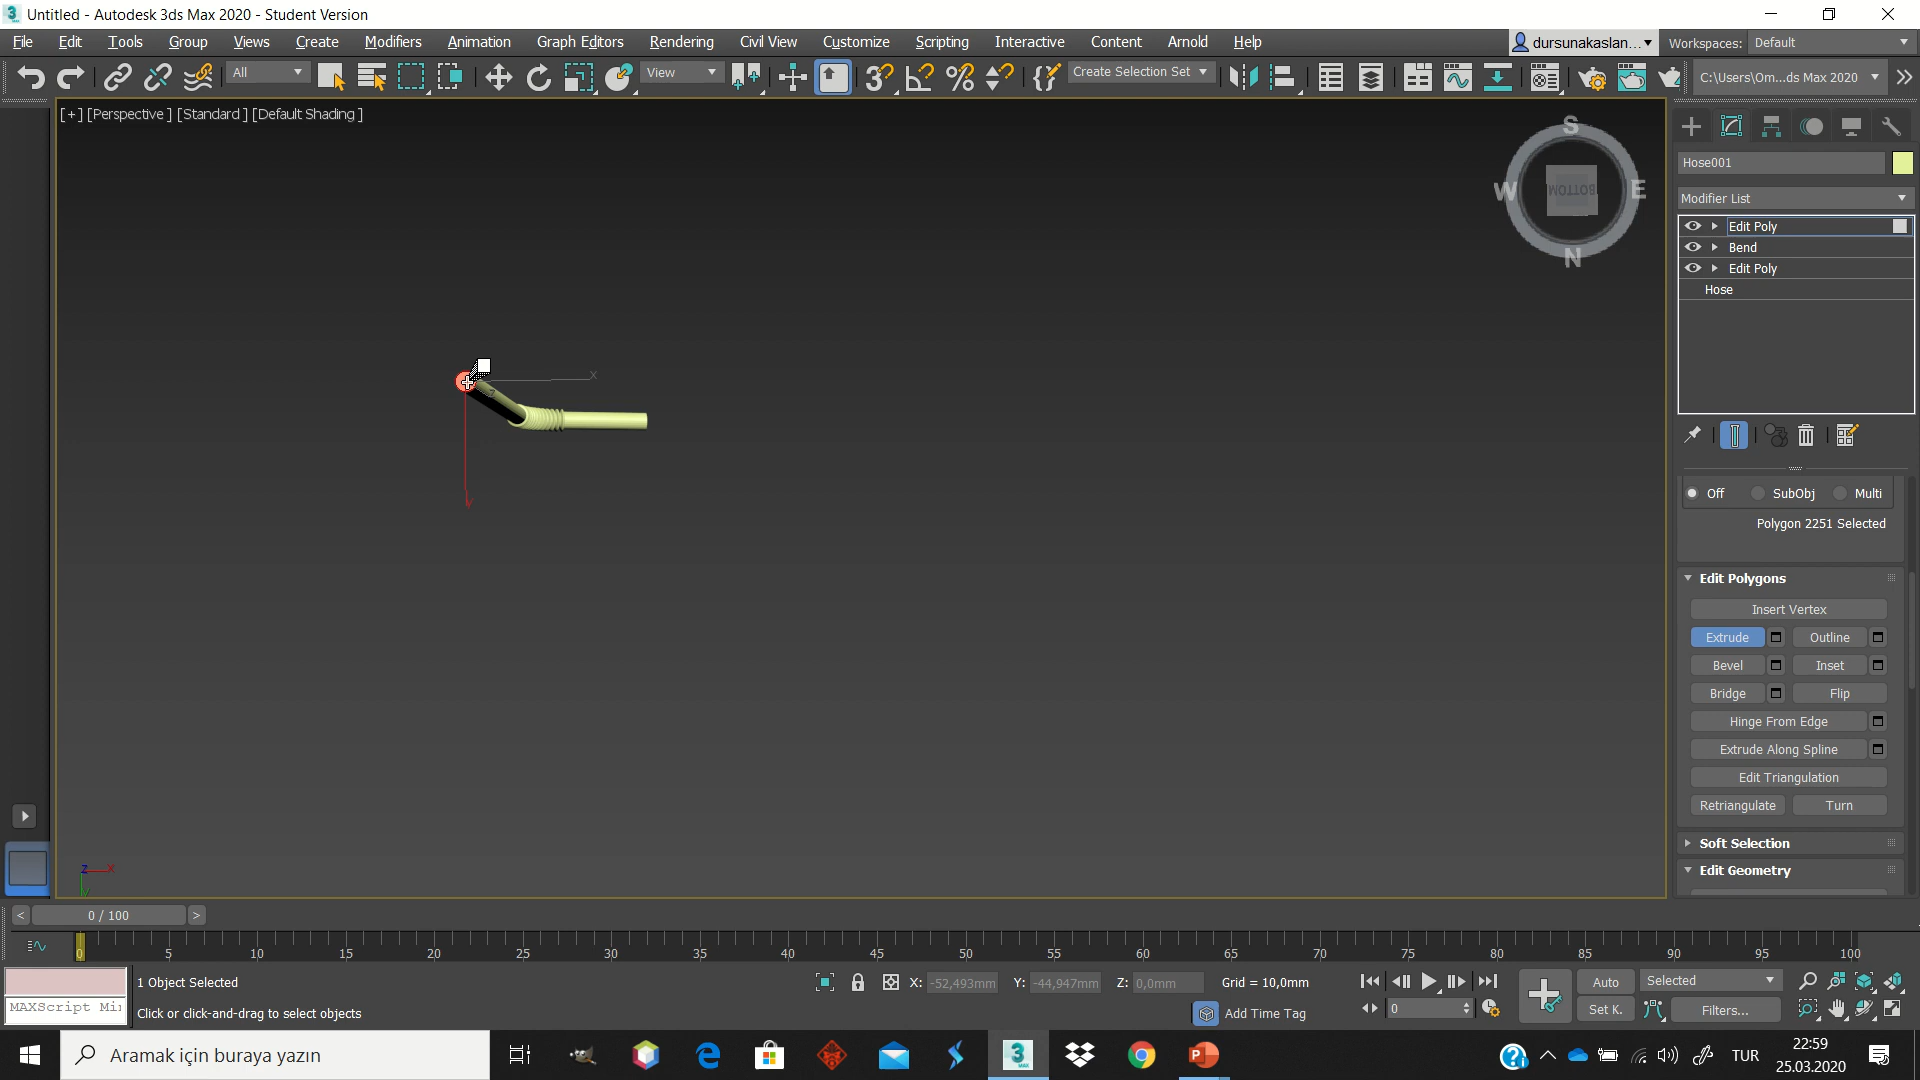 Untitled - Autodesk 3ds Max 2020 - Student Version
File Edit Tools Group Views Create Modifiers Animation Graph Editors Rendering Civil View Customize Scripting Interactive Content Arnold Help
dursunakaslan... Workspaces: Default
All View Create Selection Set C:\Users\Om...ds Max 2020
[+] [Perspective] [Standard] [Default Shading]
S
W BOTTOM E
N
Hose001
Modifier List
Edit Poly
Bend
Edit Poly
Hose
x
y
Off SubObj Multi
Polygon 2251 Selected
Edit Polygons
Insert Vertex
Extrude Outline
Bevel Inset
Bridge Flip
Hinge From Edge
Extrude Along Spline
Edit Triangulation
Retriangulate Turn
Soft Selection
Edit Geometry
z x
y
< 0 / 100 >
0 5 10 15 20 25 30 35 40 45 50 55 60 65 70 75 80 85 90 95 100
1 Object Selected X: -52,493mm Y: -44,947mm Z: 0,0mm Grid = 10,0mm Auto Selected
MAXScript Mi Click or click-and-drag to select objects Add Time Tag 0 Set K. Filters...
Aramak için buraya yazın
3
MAX
P
TUR
22:59
25.03.2020